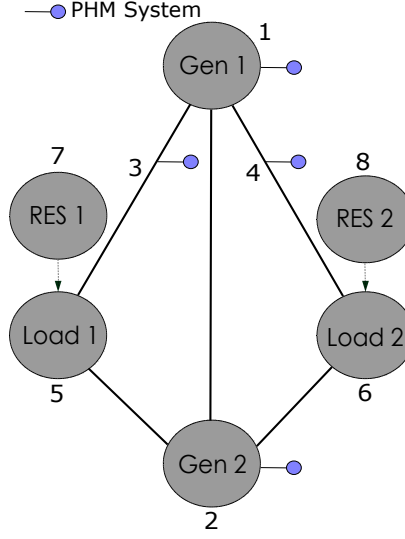 PHM System
1
Gen 1
3
4
7
8
RES 1
RES 2
Load 1
Load 2
5
6
Gen 2
2